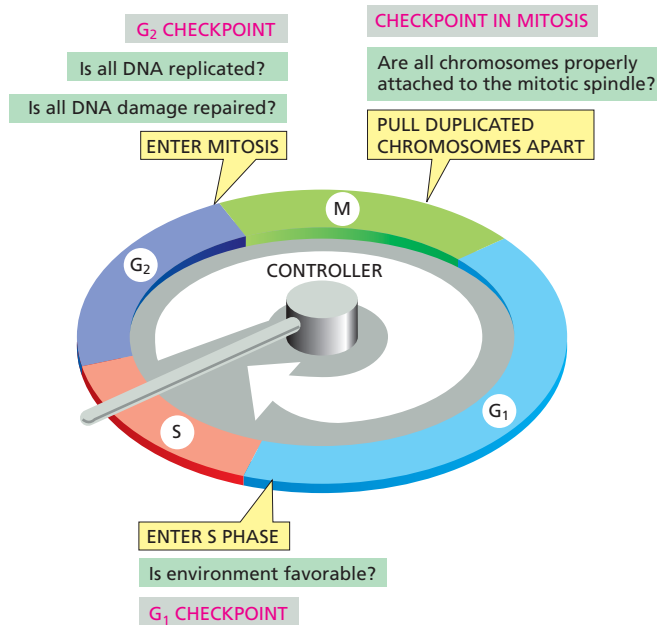 G₂ CHECKPOINT
Is all DNA replicated?
Is all DNA damage repaired?
ENTER MITOSIS
CHECKPOINT IN MITOSIS
Are all chromosomes properly
attached to the mitotic spindle?
PULL DUPLICATED
CHROMOSOMES APART
M
G₂
CONTROLLER
G₁
S
ENTER S PHASE
Is environment favorable?
G₁ CHECKPOINT